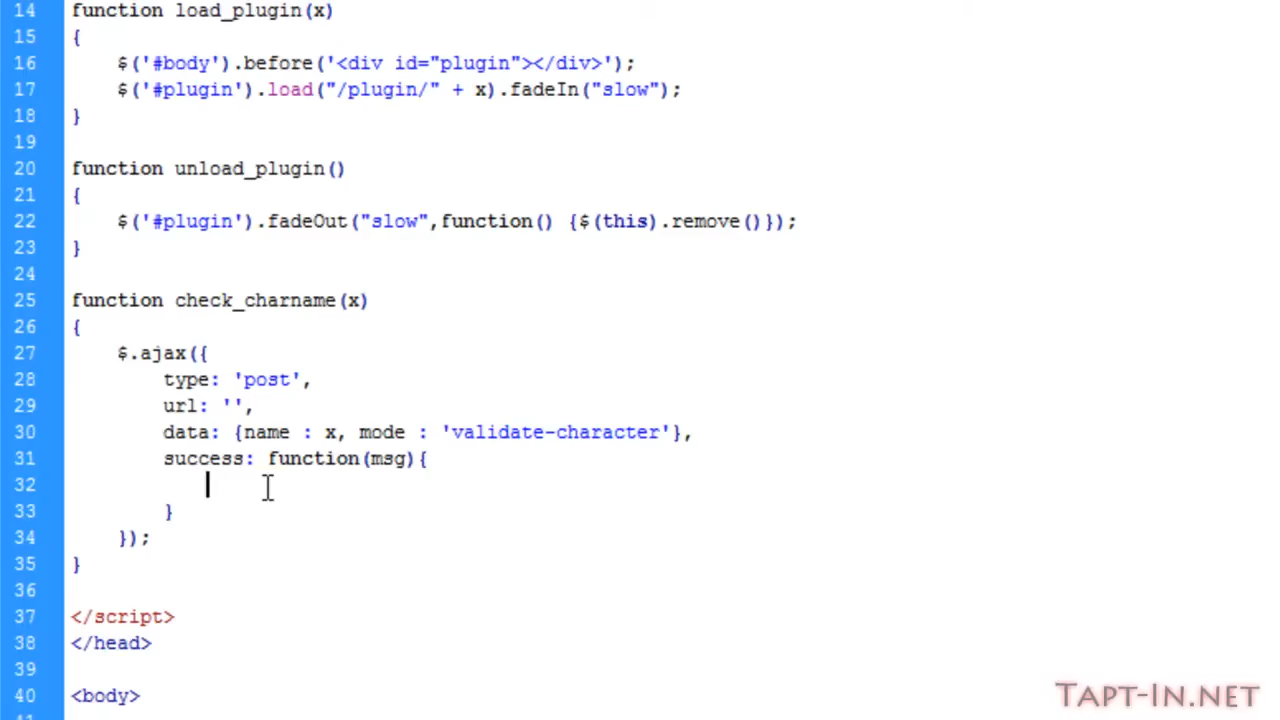 14 function load_plugin(x)
15 {
16 $('#body').before('<div id="plugin"></div>');
17 $('#plugin').load("/plugin/" + x).fadeIn("slow");
18 }
19
20 function unload_plugin()
21 {
22 $('#plugin').fadeOut("slow",function() {$(this).remove()});
23 }
24
25 function check_charname(x)
26 {
27 $.ajax({
28 type: 'post',
29 url: '',
30 data: {name : x, mode : 'validate-character'},
31 success: function(msg){
32
33 }
34 });
35 }
36
37 </script>
38 </head>
39
40 <body>
TAPT-IN.NET